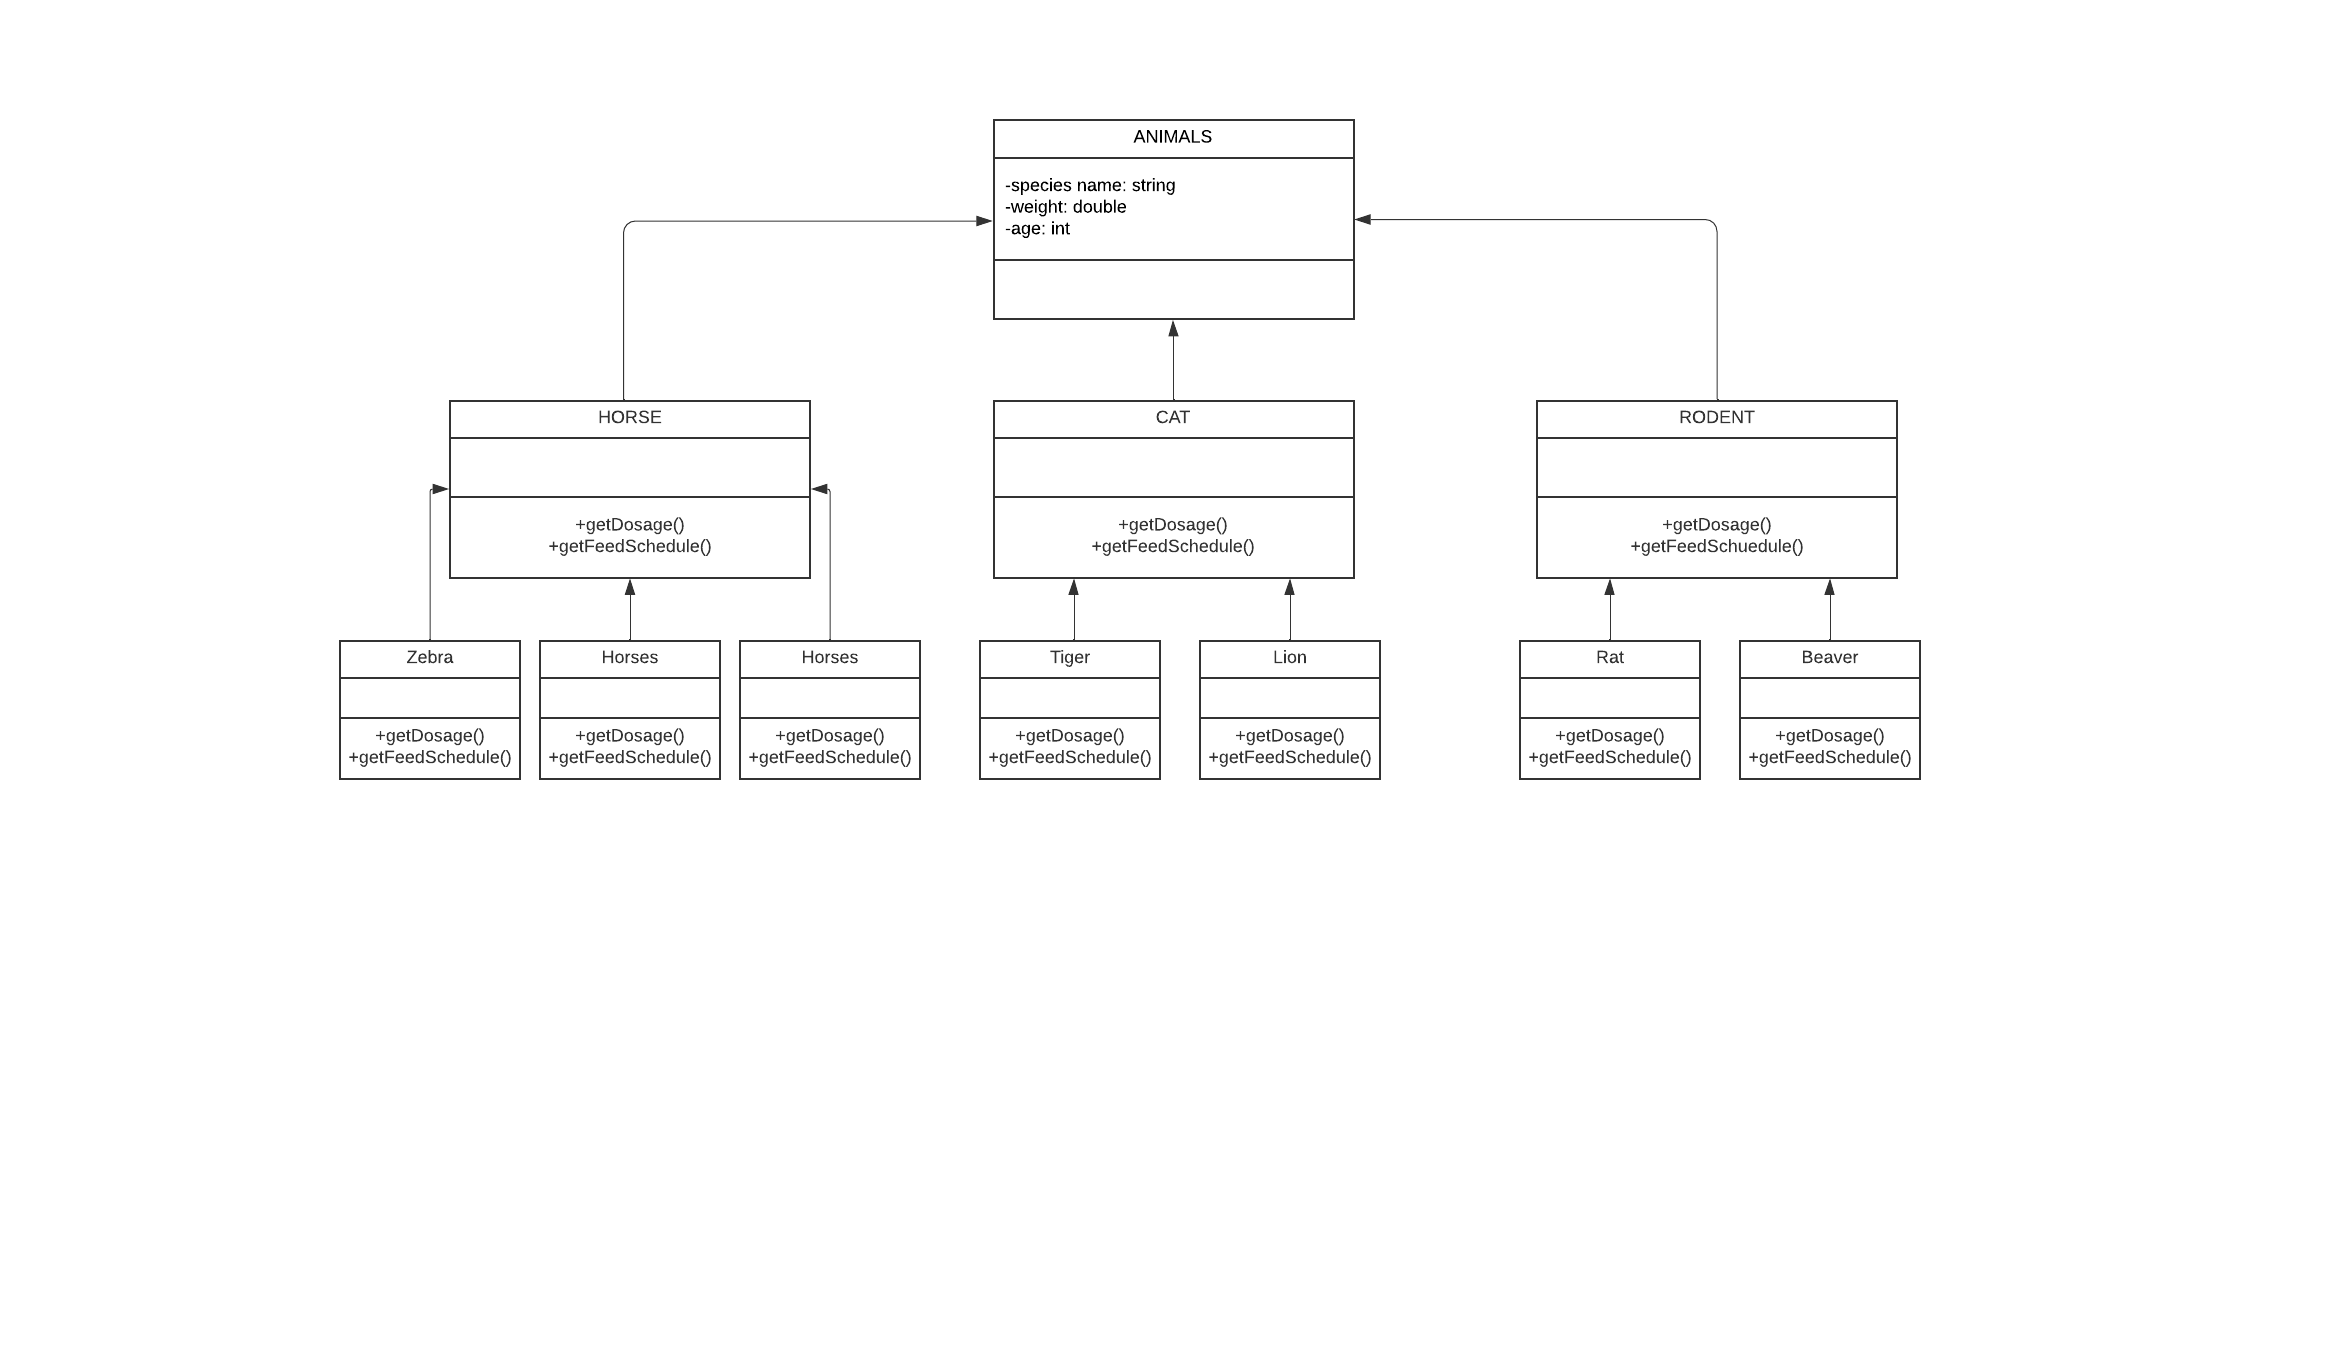 ANIMALS
-species name: string
-weight: double
-age: int
HORSE
+getDosage()
+getFeedSchedule()
CAT
+getDosage()
+getFeedSchedule()
RODENT
+getDosage()
+getFeedSchuedule()
Zebra
+getDosage()
+getFeedSchedule()
Horses
+getDosage()
+getFeedSchedule()
Horses
+getDosage()
+getFeedSchedule()
Tiger
+getDosage()
+getFeedSchedule()
Lion
+getDosage()
+getFeedSchedule()
Rat
+getDosage()
+getFeedSchedule()
Beaver
+getDosage()
+getFeedSchedule()